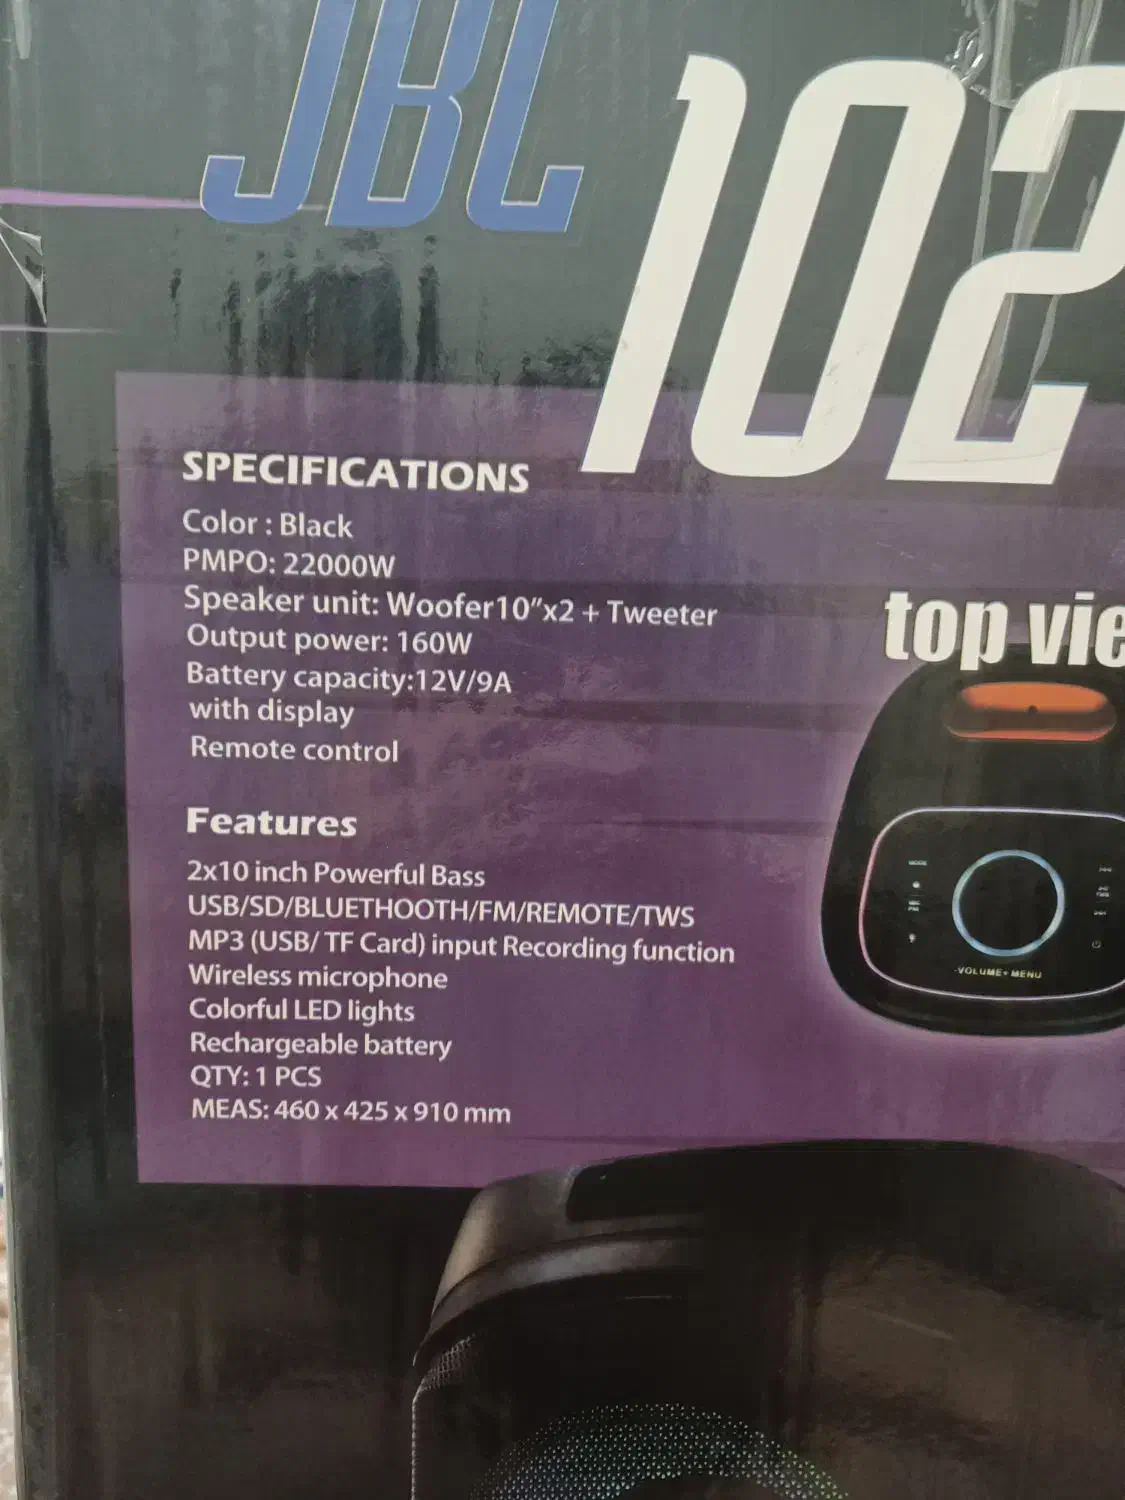 JBL
102
SPECIFICATIONS
Color : Black
PMPO: 22000W
Speaker unit: Woofer10"x2 + Tweeter
Output power: 160W
Battery capacity:12V/9A
with display
Remote control
top vie
Features
2x10 inch Powerful Bass
USB/SD/BLUETHOOTH/FM/REMOTE/TWS
MP3 (USB/ TF Card) input Recording function
Wireless microphone
Colorful LED lights
Rechargeable battery
QTY: 1 PCS
MEAS: 460 x 425 x 910 mm
MODE
-VOLUME+ MENU